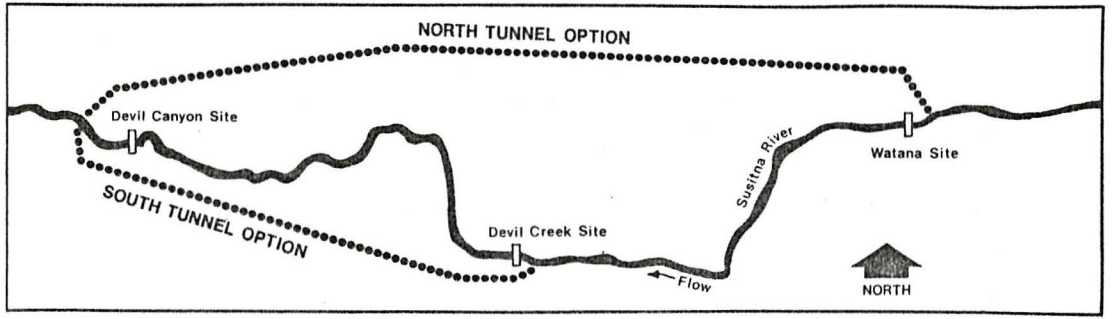 NORTH TUNNEL OPTION
Devil Canyon Site
Watana Site
Susitna River
SOUTH TUNNEL OPTION
Devil Creek Site
Flow
NORTH